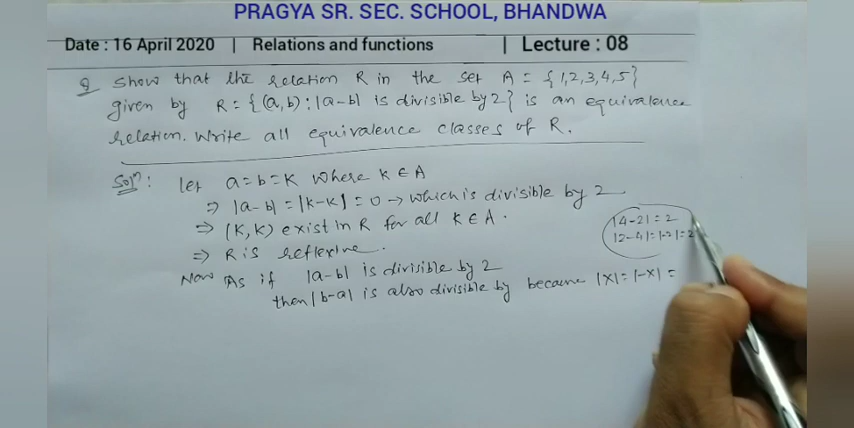 PRAGYA SR. SEC. SCHOOL, BHANDWA
Date : 16 April 2020 | Relations and functions | Lecture : 08
Q Show that the relation R in the set A = {1,2,3,4,5}
given by R = {(a,b) : |a-b| is divisible by 2} is an equivalence
relation. Write all equivalence classes of R.
Solⁿ: Let a=b=K where K ∈ A
⇒ |a-b| = |K-K| = 0 → which is divisible by 2
⇒ (K,K) exist in R for all K ∈ A.
⇒ R is reflexive.
|4-2| = 2
|2-4| = |-2| = 2
Now As if |a-b| is divisible by 2
then |b-a| is also divisible by because |x| = |-x| =